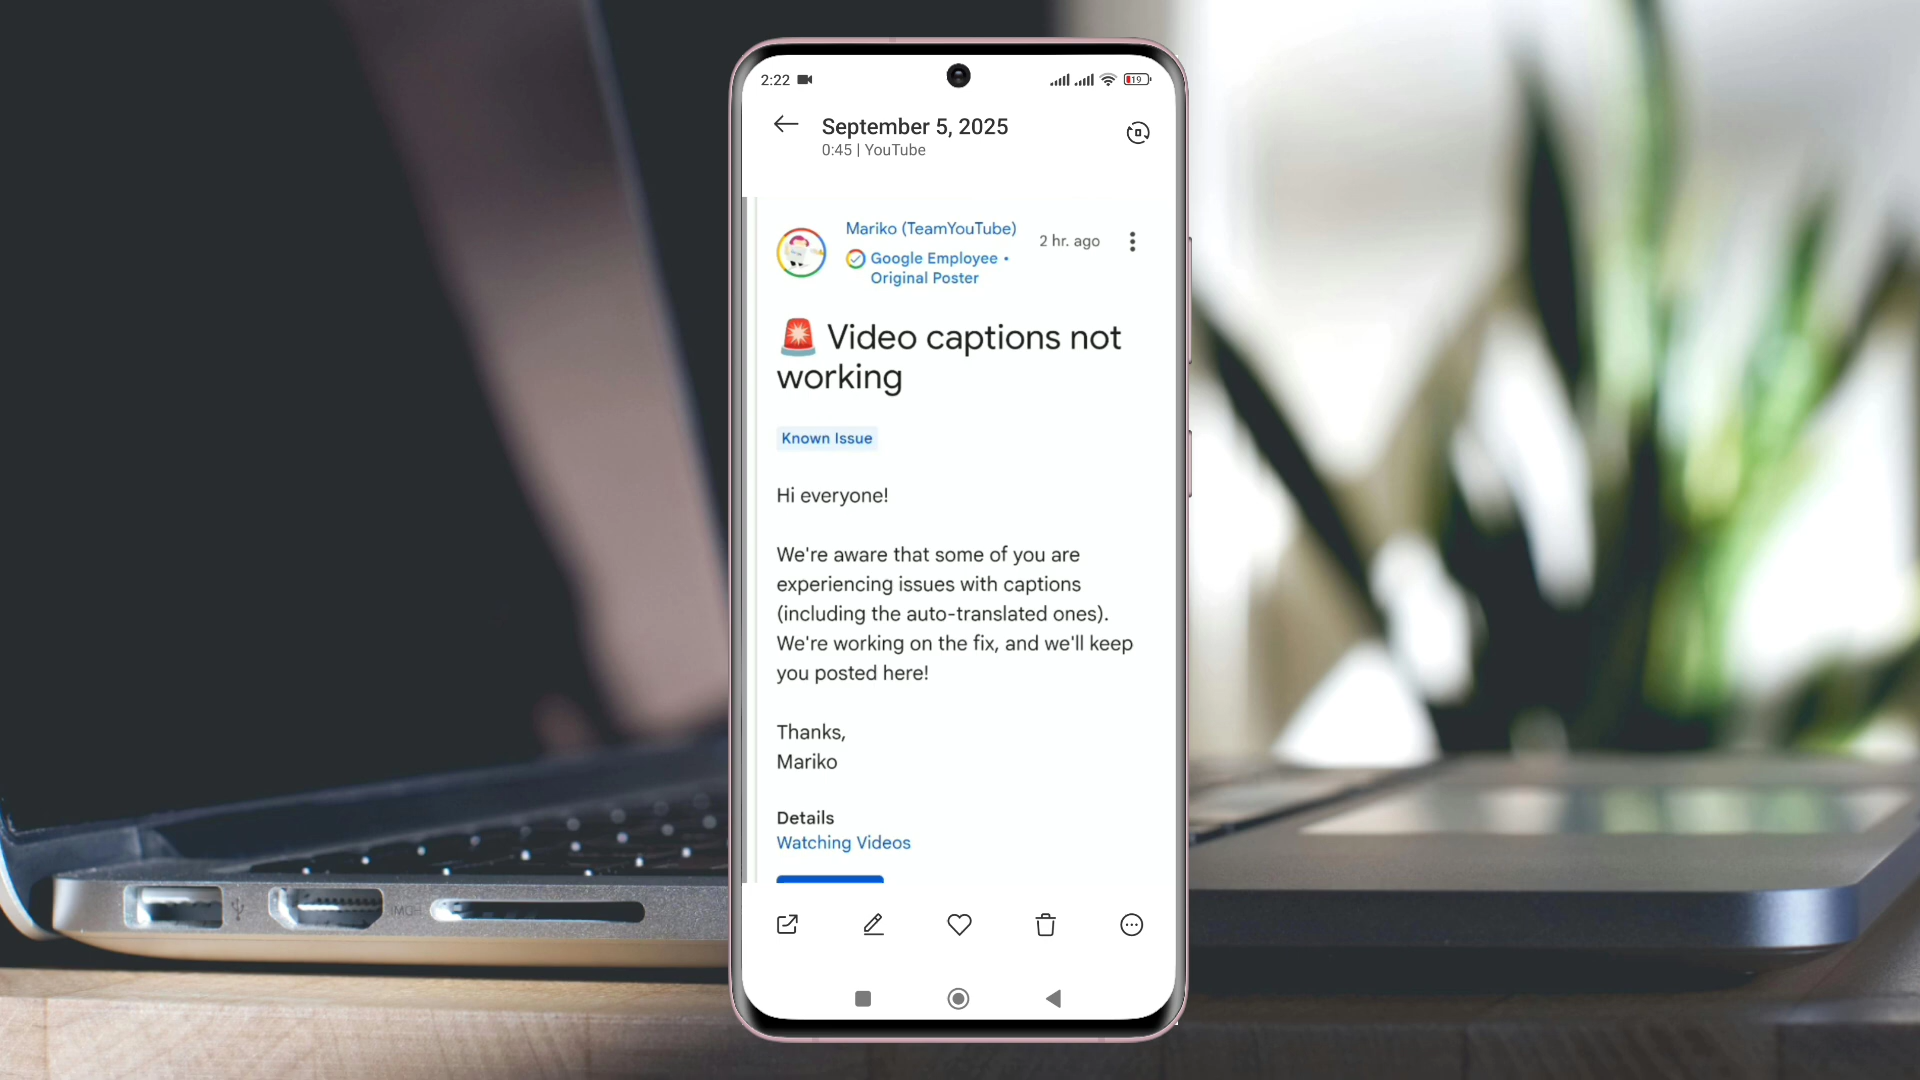 2:22
19
September 5, 2025
0:45 | YouTube
Mariko (TeamYouTube)
2 hr. ago
Google Employee •
Original Poster
🚨 Video captions not
working
Known Issue
Hi everyone!
We're aware that some of you are
experiencing issues with captions
(including the auto-translated ones).
We're working on the fix, and we'll keep
you posted here!
Thanks,
Mariko
Details
Watching Videos
HDMI